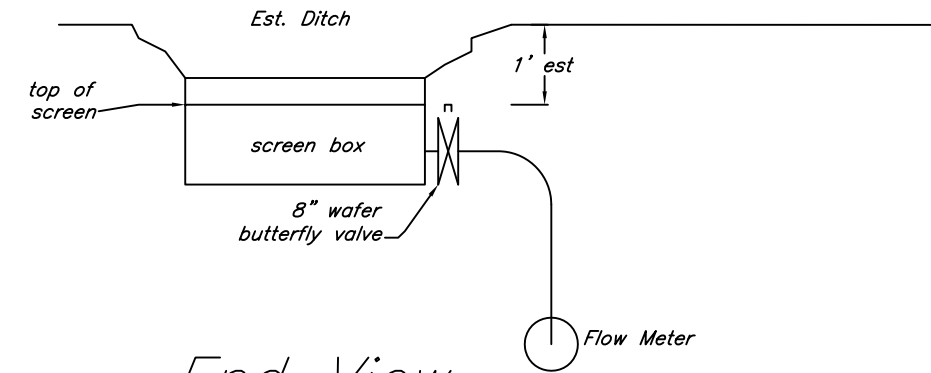 Est. Ditch
1' est
top of
screen
screen box
8" wafer
butterfly valve
Flow Meter
End View